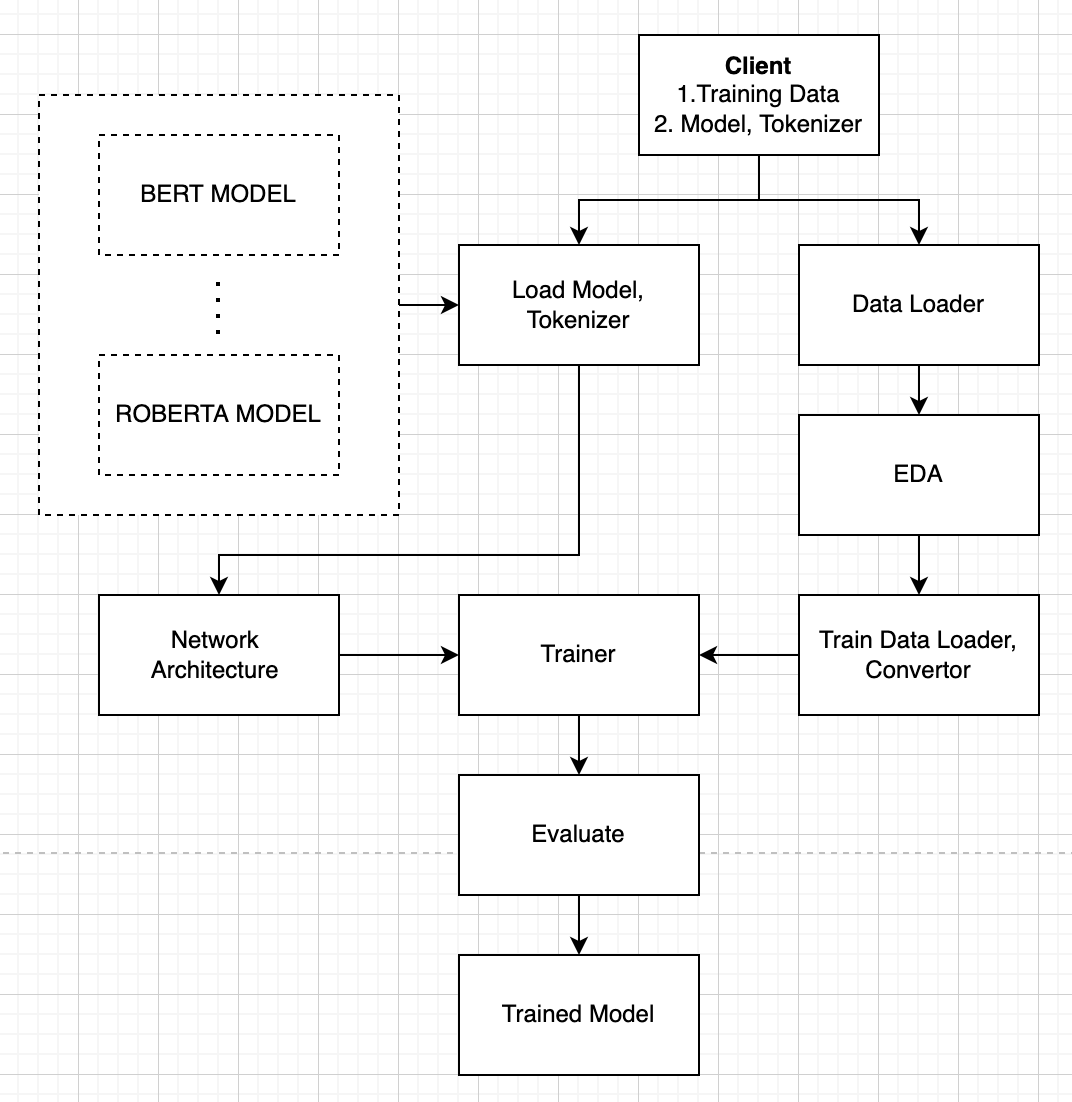 Client
1.Training Data
2. Model, Tokenizer
BERT MODEL
ROBERTA MODEL
Load Model,
Tokenizer
Data Loader
EDA
Network
Architecture
Trainer
Train Data Loader,
Convertor
Evaluate
Trained Model